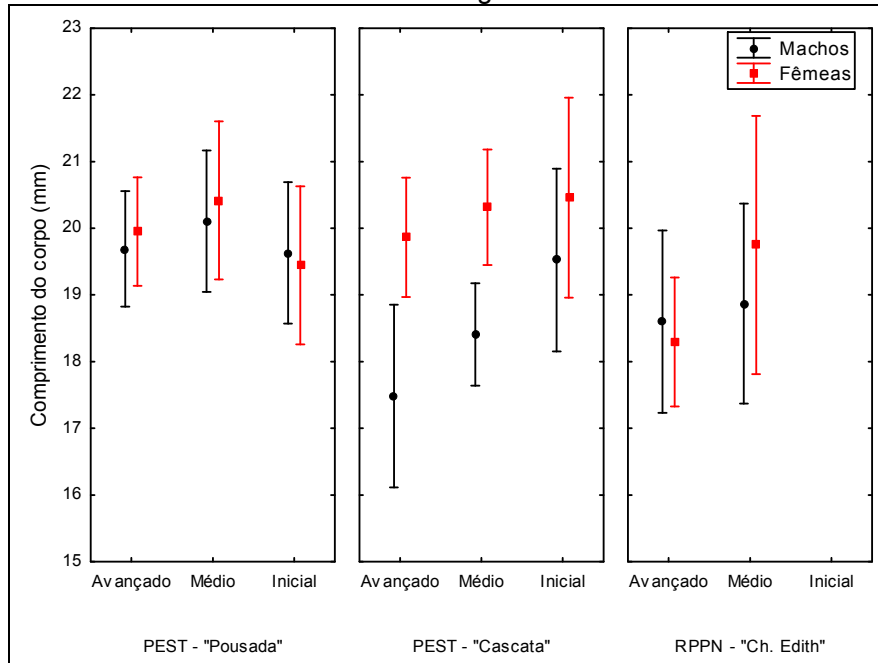 23
22
21
20
19
18
17
16
15
Comprimento do corpo (mm)
Machos
Fêmeas
Avançado Médio Inicial
Avançado Médio Inicial
Avançado Médio Inicial
PEST - "Pousada"
PEST - "Cascata"
RPPN - "Ch. Edith"